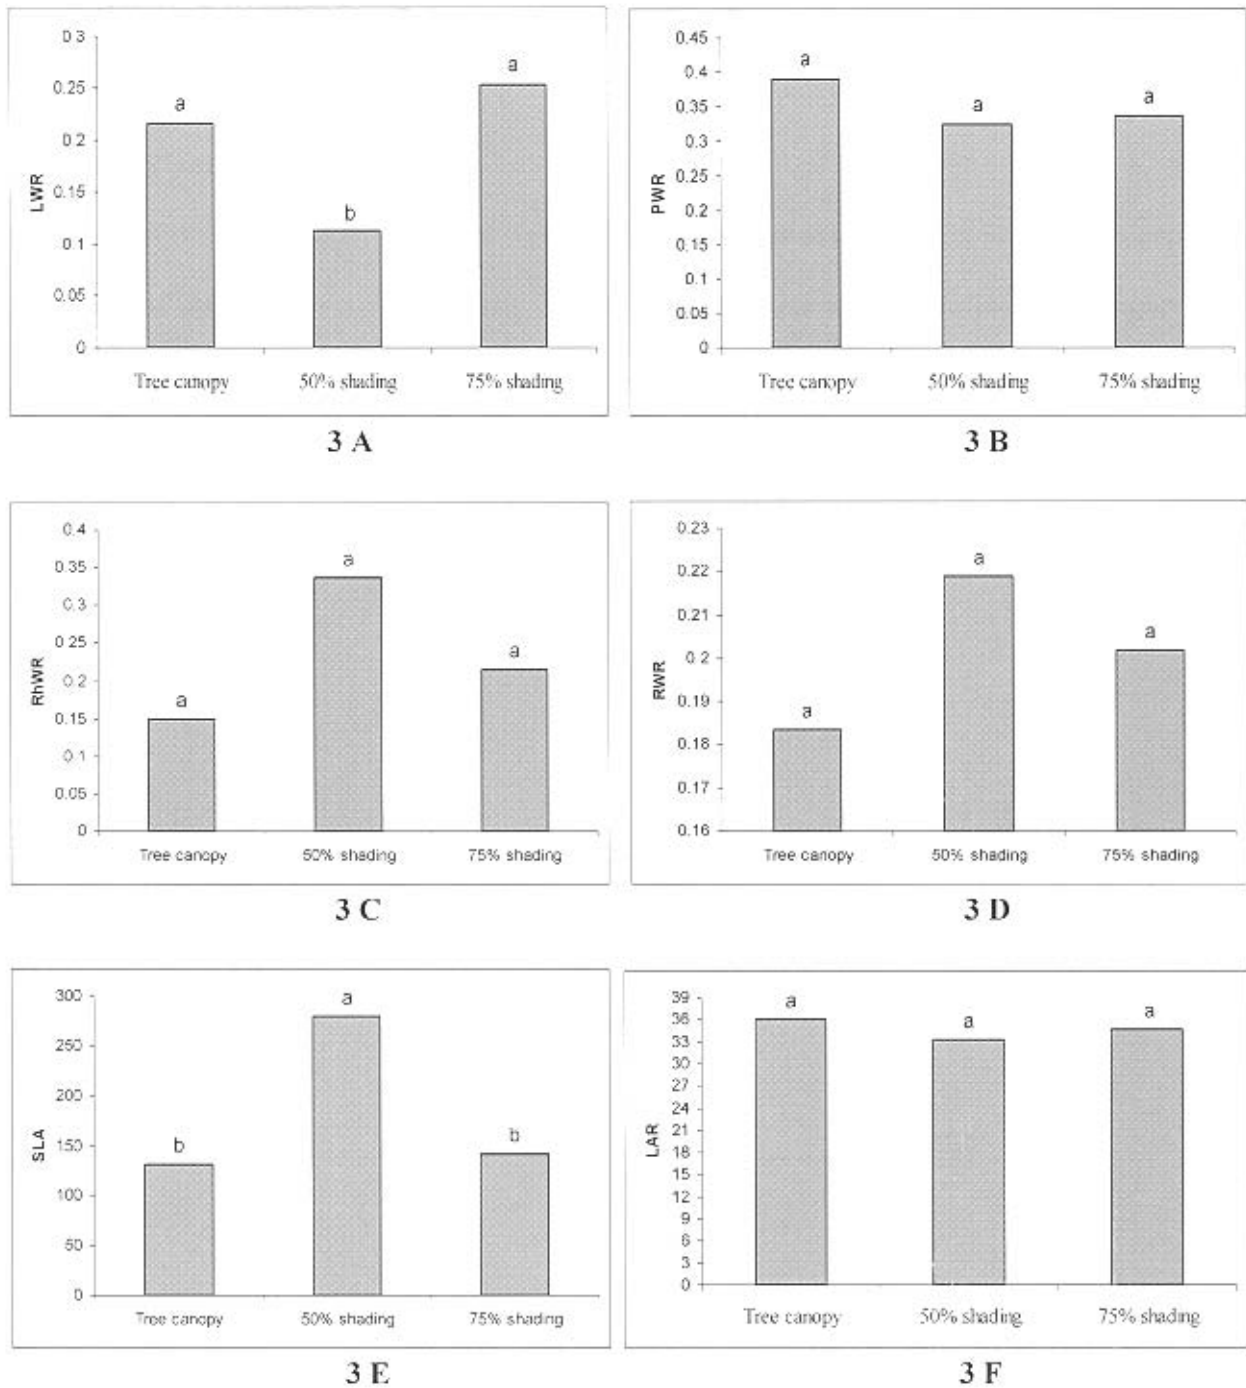 0.3
0.25
0.2
0.15
0.1
0.05
0
LWR
a
b
a
Tree canopy 50% shading 75% shading
3 A
0.45
0.4
0.35
0.3
0.25
0.2
0.15
0.1
0.05
0
PWR
a
a
a
Tree canopy 50% shading 75% shading
3 B
0.4
0.35
0.3
0.25
0.2
0.15
0.1
0.05
0
RhWR
a
a
a
Tree canopy 50% shading 75% shading
3 C
0.23
0.22
0.21
0.2
0.19
0.18
0.17
0.16
RWR
a
a
a
Tree canopy 50% shading 75% shading
3 D
300
250
200
150
100
50
0
SLA
b
a
b
Tree canopy 50% shading 75% shading
3 E
39
36
33
30
27
24
21
18
15
12
9
6
3
0
LAR
a
a
a
Tree canopy 50% shading 75% shading
3 F